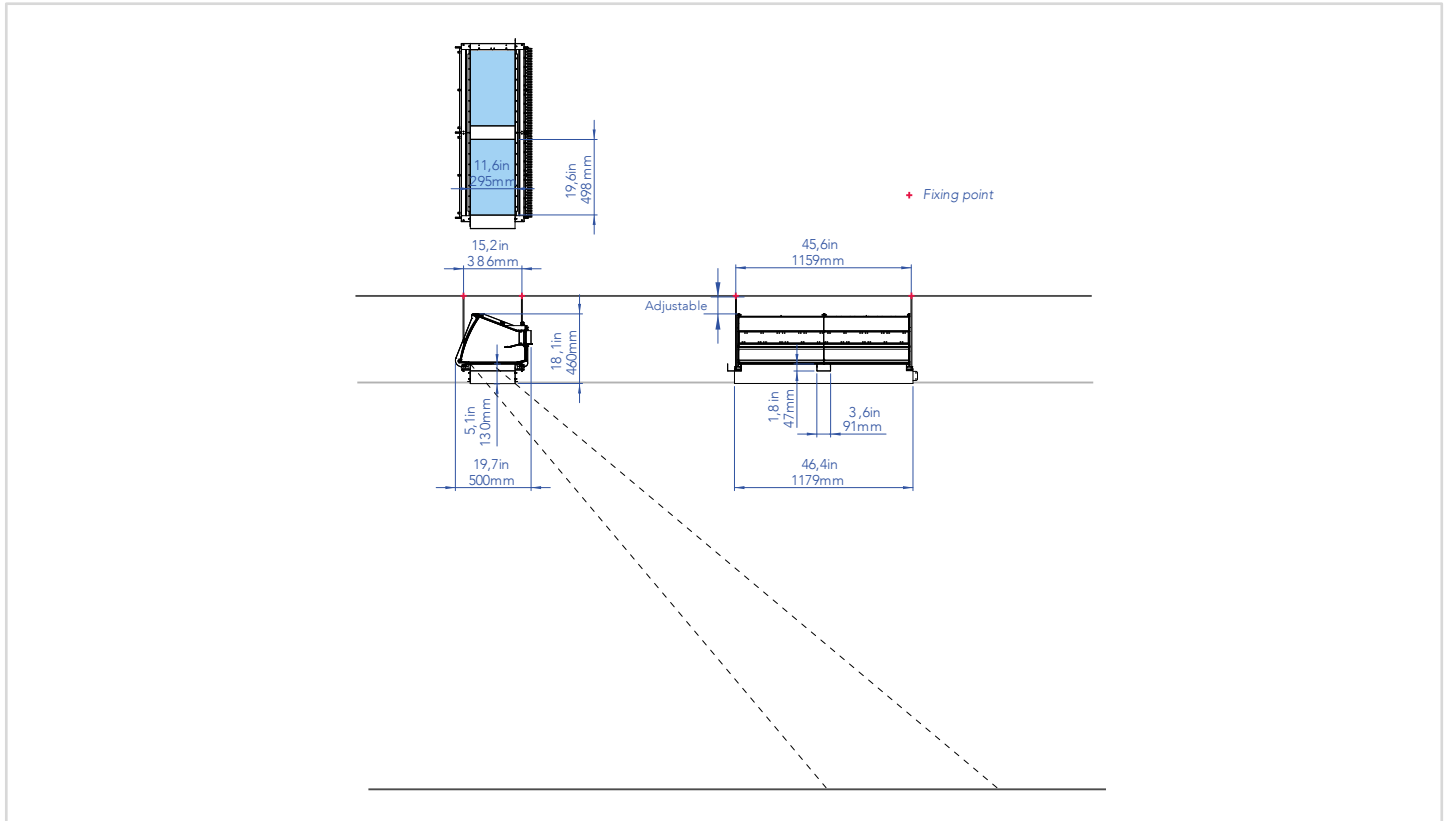 11,6in
295mm
19,6in
498 mm
Fixing point
15,2in
386mm
45,6in
1159mm
Adjustable
18,1in
460mm
5,1in
130mm
1,8 in
47mm
3,6in
91mm
19,7in
500mm
46,4in
1179mm